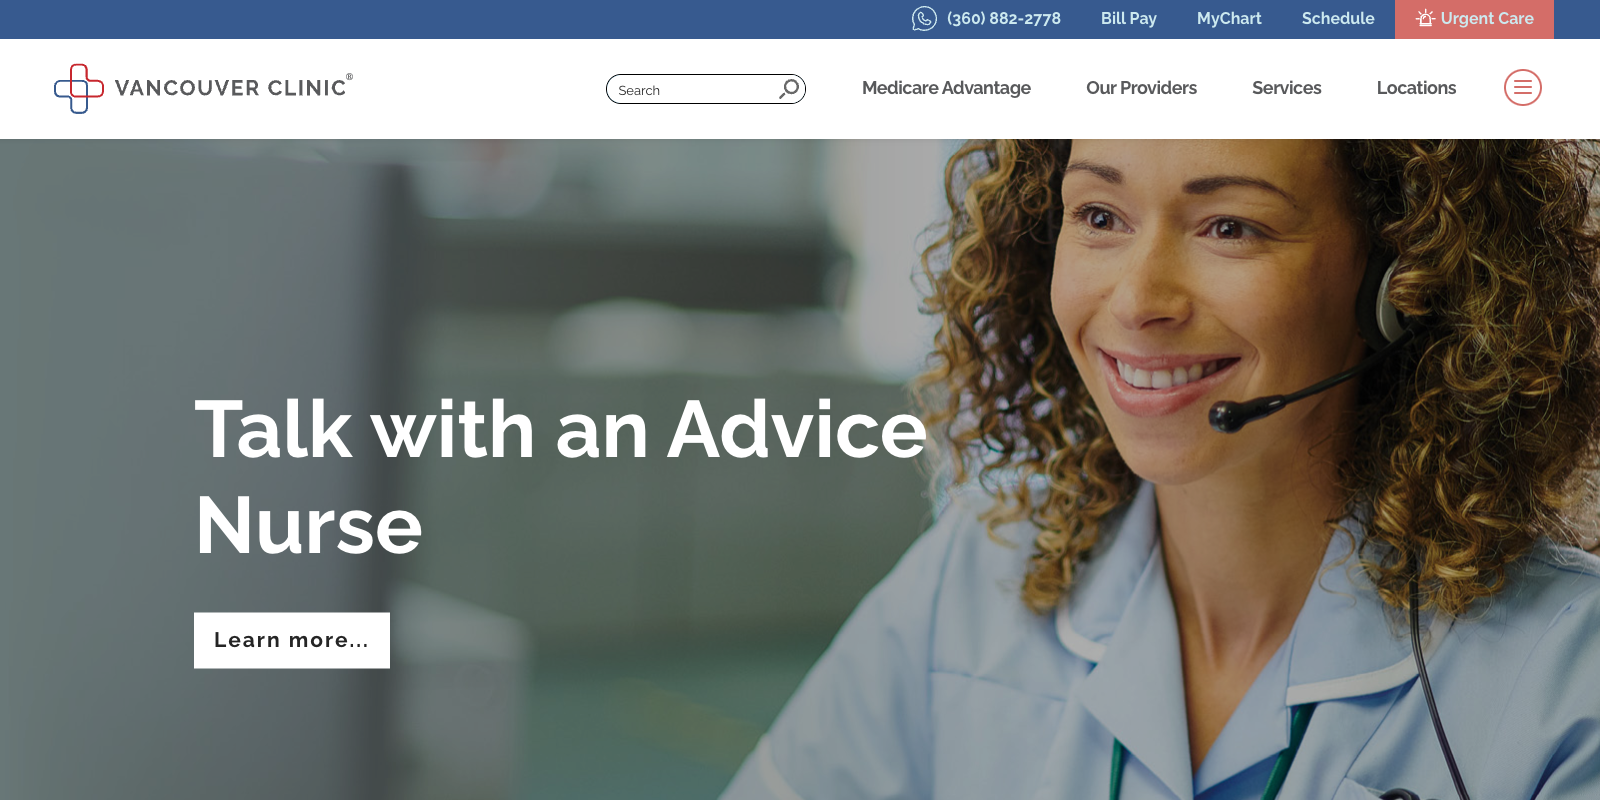 (360) 882-2778 Bill Pay MyChart Schedule Urgent Care
VANCOUVER CLINIC®
Search
Medicare Advantage Our Providers Services Locations
Talk with an Advice
Nurse
Learn more...